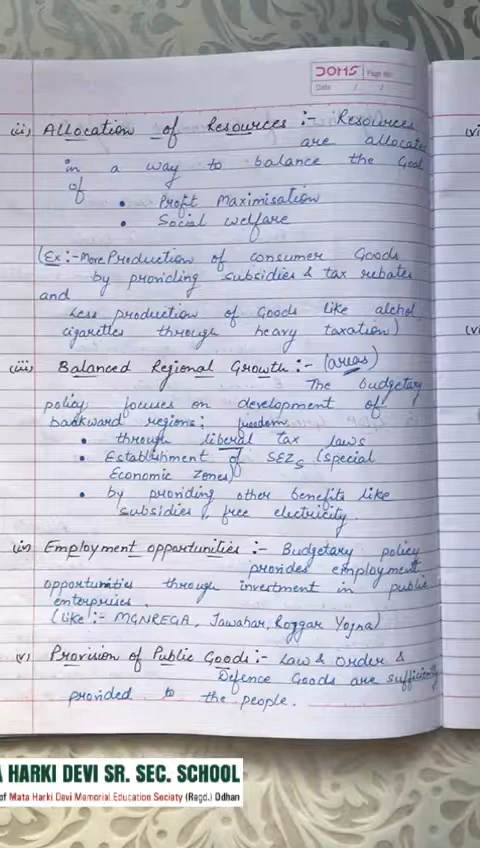 DOMS Page No.
Date / /
ii) Allocation of Resources :- Resources
are allocated
in a way to balance the Goal
of
• Profit Maximisation
• Social welfare
(Ex :- More Production of consumer Goods
by providing subsidies & tax rebates
and
Less production of Goods like alchol,
cigarettes through heavy taxation)
iii) Balanced Regional Growth :- (areas)
The budgetary
policy focuses on development of
backward regions: freedom
• through liberal tax laws
• Establishment of SEZs (special
Economic Zones)
• by providing other benefits like
subsidies, free electricity.
iv) Employment opportunities :- Budgetary policy
provides employment
opportunities through investment in public
enterprises.
(like :- MGNREGA, Jawahar, Rozgar Yojna)
v) Provision of Public Goods :- Law & Order &
Defence Goods are sufficiently
provided to the people.
(vi
(v
A HARKI DEVI SR. SEC. SCHOOL
of Mata Harki Devi Memorial Education Society (Regd.) Odhan